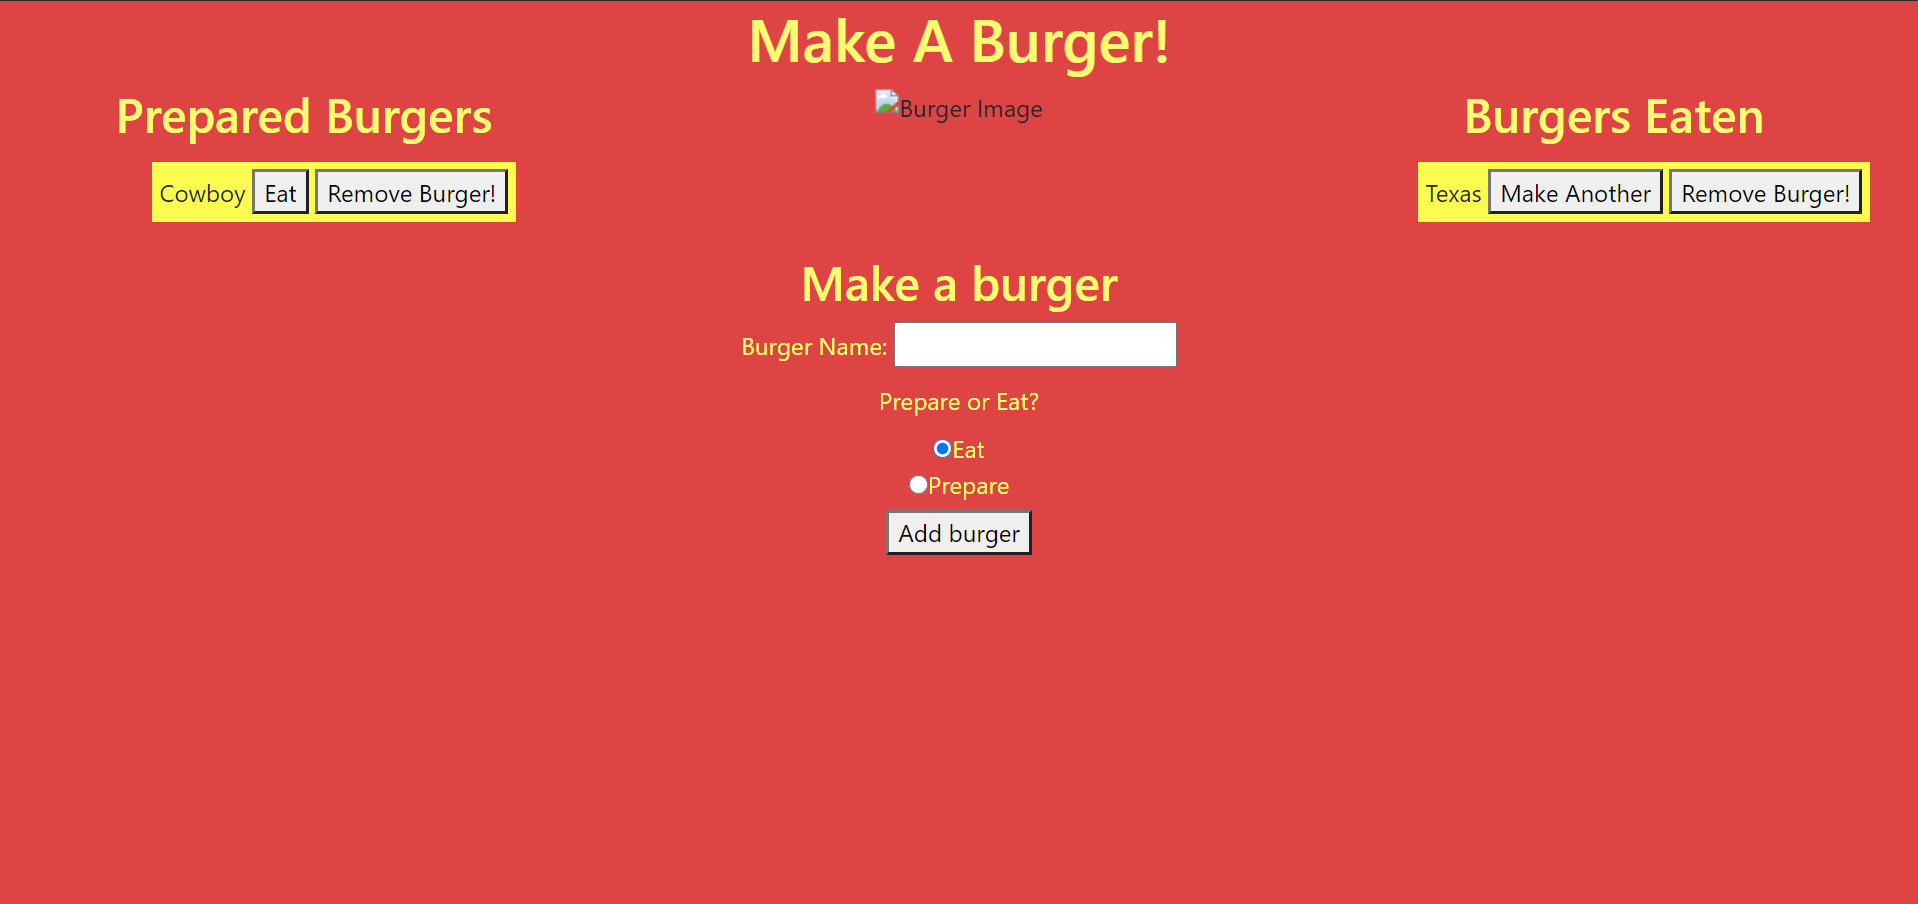 Make A Burger!
Prepared Burgers
Burger Image
Burgers Eaten
Cowboy Eat Remove Burger!
Texas Make Another Remove Burger!
Make a burger
Burger Name:
Prepare or Eat?
Eat
Prepare
Add burger